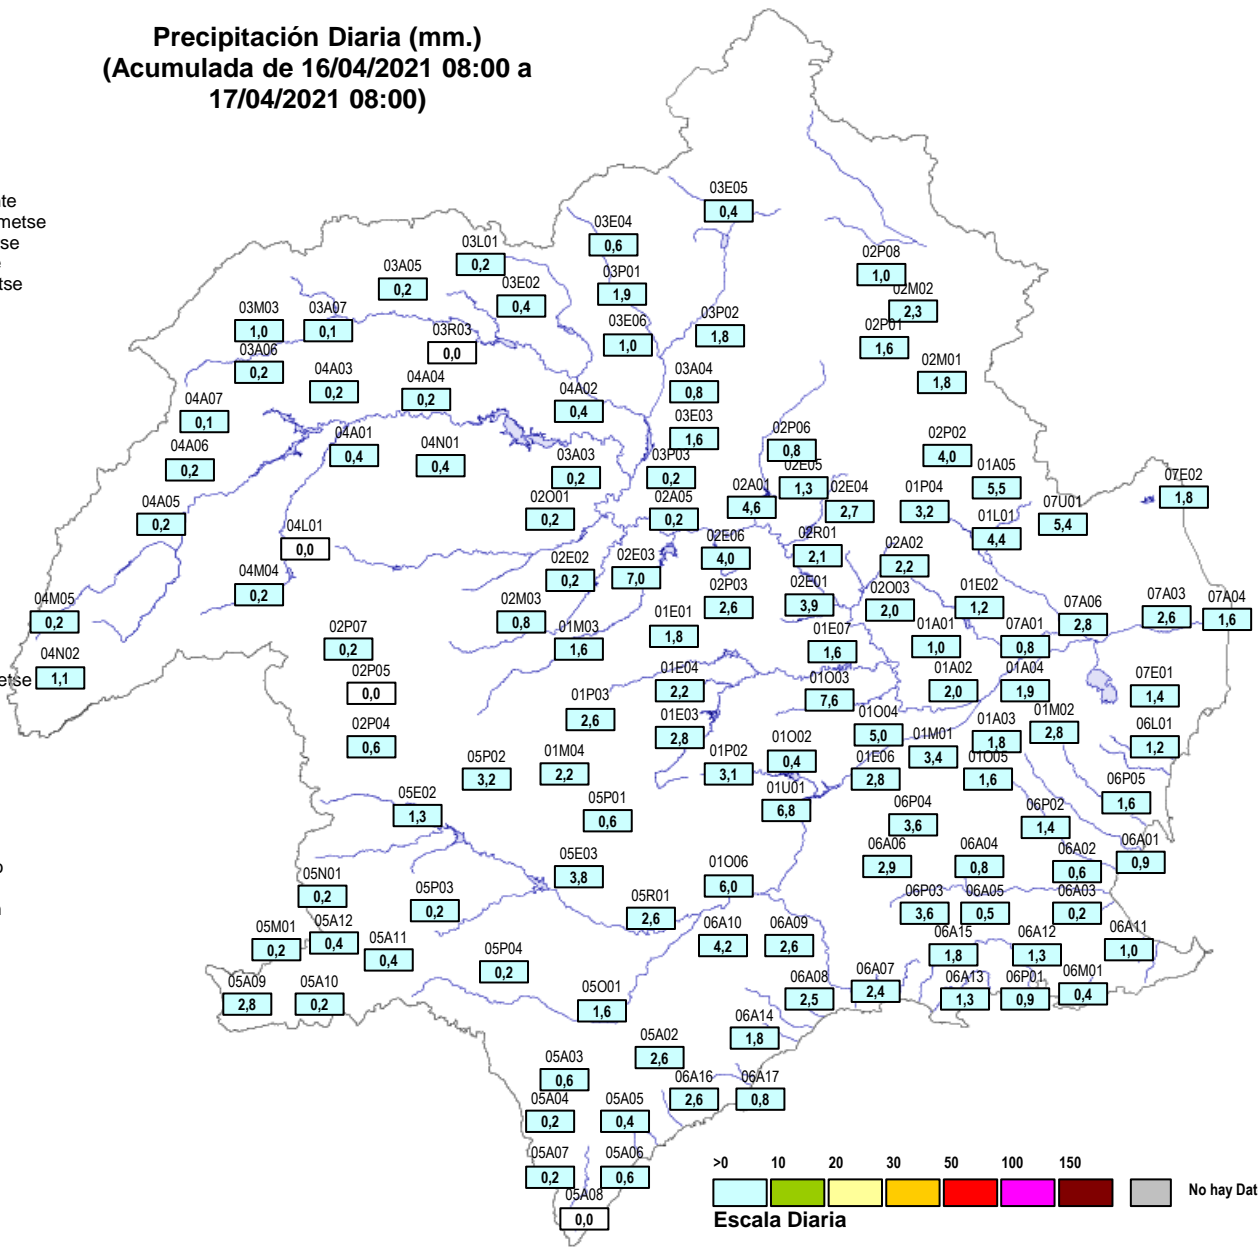 Precipitación Diaria (mm.)
(Acumulada de 16/04/2021 08:00 a
17/04/2021 08:00)
te
metse
se
tse
03E05
0,4
03E04
0,6
03L01
0,2
03A05
0,2
03E02
0,4
03P01
1,9
02P08
1,0
02M02
2,3
03M03
1,0
03A07
0,1
03R03
0,0
03E06
1,0
03P02
1,8
02P01
1,6
03A06
0,2
04A03
0,2
04A04
0,2
04A02
0,4
03A04
0,8
02M01
1,8
04A07
0,1
03E03
1,6
04A06
0,2
04A01
0,4
04N01
0,4
03A03
0,2
03P03
0,2
02P06
0,8
02E05
1,3
02P02
4,0
01A05
5,5
07E02
1,8
04A05
0,2
02O01
0,2
02A05
0,2
02A01
4,6
02E04
2,7
01P04
3,2
07U01
5,4
01L01
4,4
04L01
0,0
02E06
4,0
02R01
2,1
02A02
2,2
04M04
0,2
02E02
0,2
02E03
7,0
02P03
2,6
02E01
3,9
02O03
2,0
01E02
1,2
07A03
2,6
07A04
1,6
04M05
0,2
02M03
0,8
01M03
1,6
01E01
1,8
01E07
1,6
01A01
1,0
07A01
0,8
07A06
2,8
02P07
0,2
04N02
1,1
etse
02P05
0,0
01E04
2,2
01O03
7,6
01A02
2,0
01A04
1,9
07E01
1,4
01P03
2,6
02P04
0,6
01E03
2,8
01O04
5,0
01M01
3,4
01A03
1,8
01M02
2,8
06L01
1,2
05P02
3,2
01M04
2,2
01P02
3,1
01O02
0,4
01E06
2,8
01O05
1,6
05E02
1,3
05P01
0,6
01U01
6,8
06P04
3,6
06P02
1,4
06P05
1,6
05E03
3,8
01O06
6,0
06A06
2,9
06A04
0,8
06A02
0,6
06A01
0,9
05N01
0,2
05P03
0,2
05R01
2,6
06P03
3,6
06A05
0,5
06A03
0,2
05M01
0,2
05A12
0,4
05A11
0,4
05P04
0,2
06A10
4,2
06A09
2,6
06A15
1,8
06A12
1,3
06A11
1,0
05A09
2,8
05A10
0,2
05O01
1,6
06A08
2,5
06A07
2,4
06A13
1,3
06P01
0,9
06M01
0,4
06A14
1,8
05A02
2,6
05A03
0,6
06A16
2,6
06A17
0,8
05A04
0,2
05A05
0,4
05A07
0,2
05A06
0,6
05A08
0,0
>0 10 20 30 50 100 150
No hay Dat
Escala Diaria